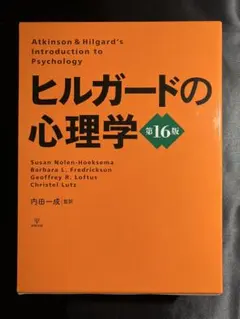 Atkinson & Hilgard's
Introduction to
Psychology
ヒルガードの
心理学
第16版
Susan Nolen-Hoeksema
Barbara L. Fredrickson
Geoffrey R. Loftus
Christel Lutz
内田一成 監訳